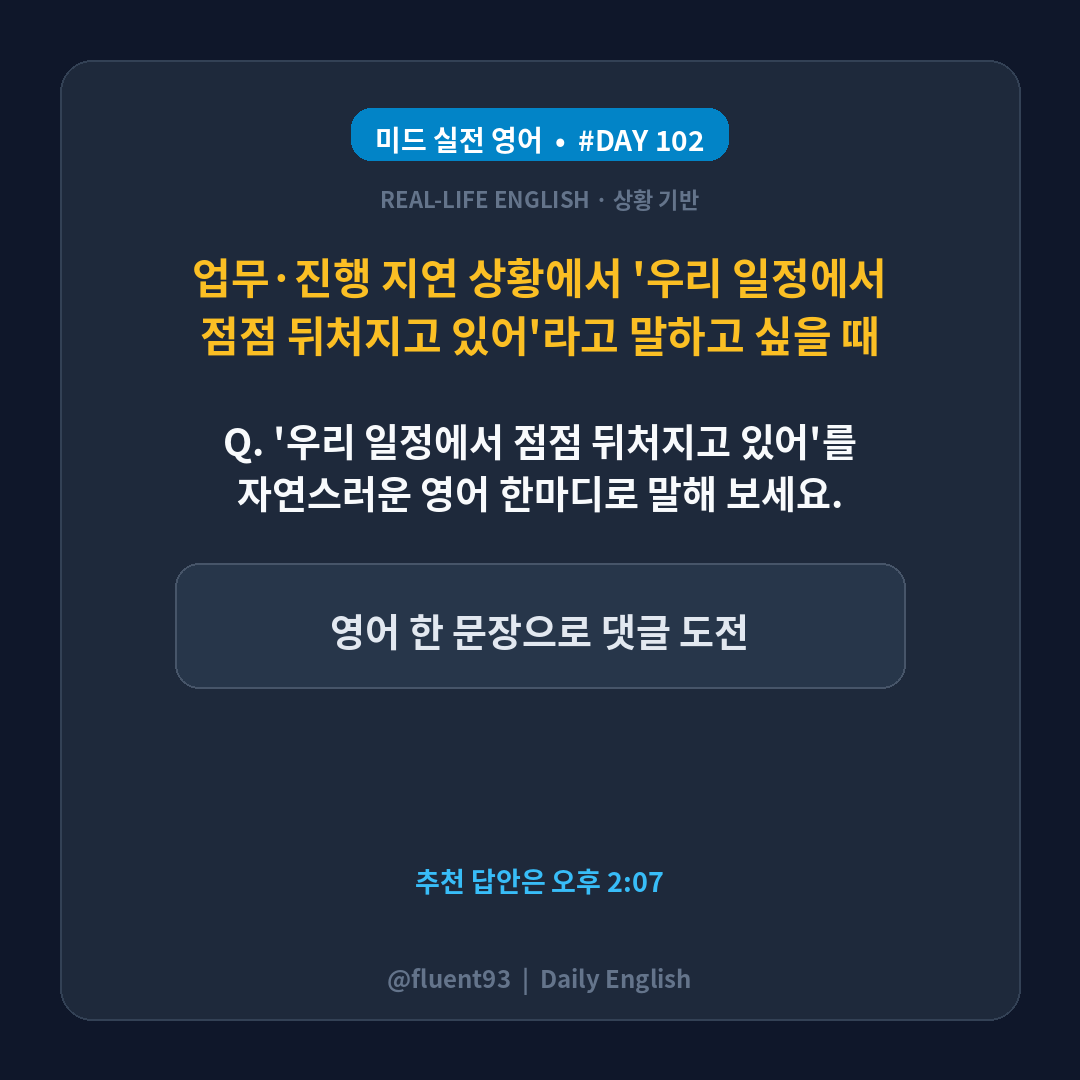 미드 실전 영어 • #DAY 102
REAL-LIFE ENGLISH · 상황 기반
업무·진행 지연 상황에서 '우리 일정에서
점점 뒤처지고 있어'라고 말하고 싶을 때
Q. '우리 일정에서 점점 뒤처지고 있어'를
자연스러운 영어 한마디로 말해 보세요.
영어 한 문장으로 댓글 도전
추천 답안은 오후 2:07
@fluent93 | Daily English